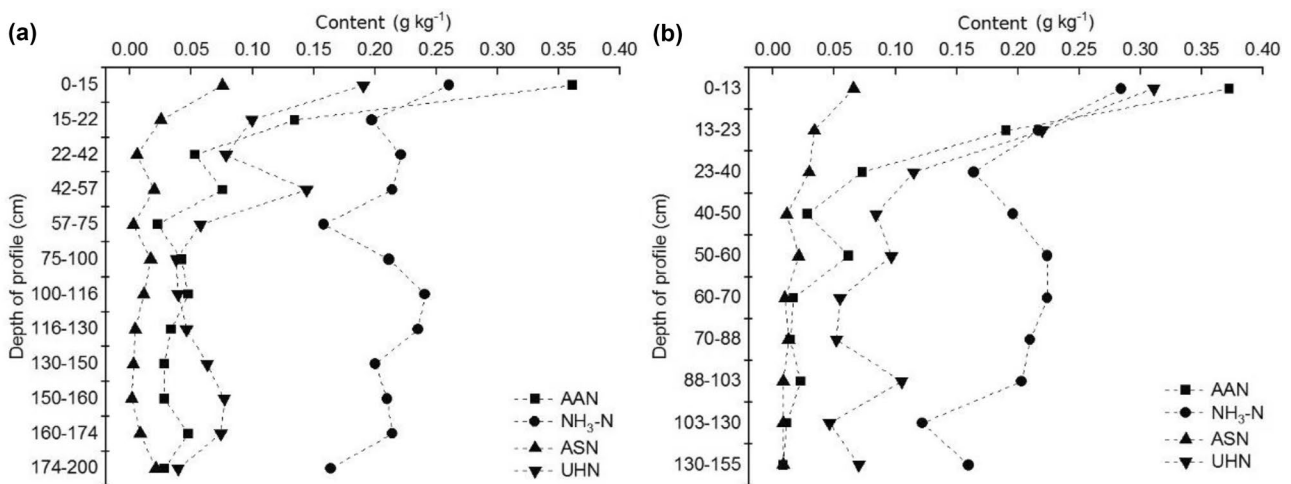 (a)
Content (g kg⁻¹)
0.00 0.05 0.10 0.15 0.20 0.25 0.30 0.35 0.40
Depth of profile (cm)
0-15
15-22
22-42
42-57
57-75
75-100
100-116
116-130
130-150
150-160
160-174
174-200
AAN
NH₃-N
ASN
UHN
(b)
Content (g kg⁻¹)
0.00 0.05 0.10 0.15 0.20 0.25 0.30 0.35 0.40
Depth of profile (cm)
0-13
13-23
23-40
40-50
50-60
60-70
70-88
88-103
103-130
130-155
AAN
NH₃-N
ASN
UHN